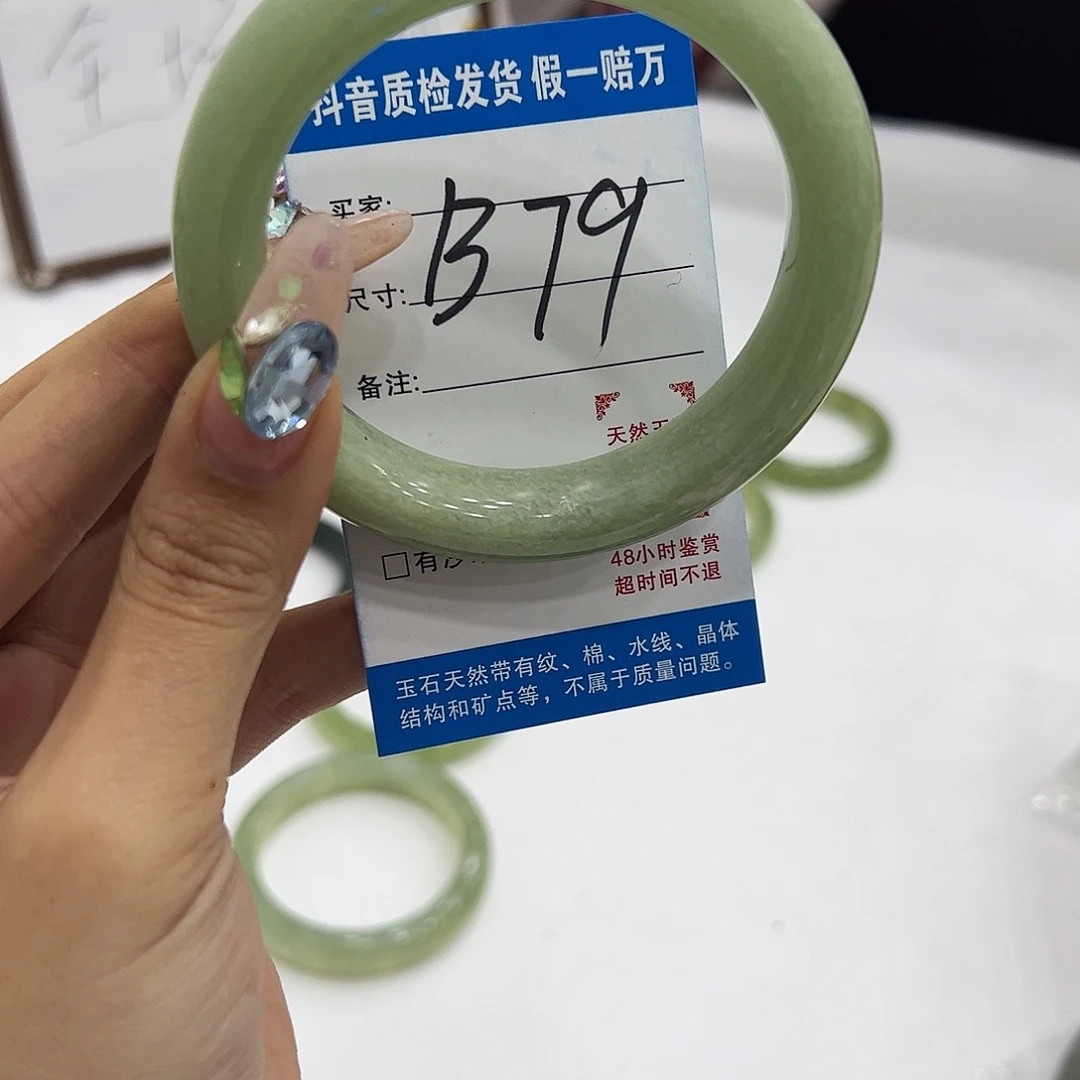 抖音质检发货 假一赔万
买家:
B79
尺寸:
备注:
天然
□有
48小时鉴赏
超时间不退
玉石天然带有纹、棉、水线、晶体
结构和矿点等，不属于质量问题。